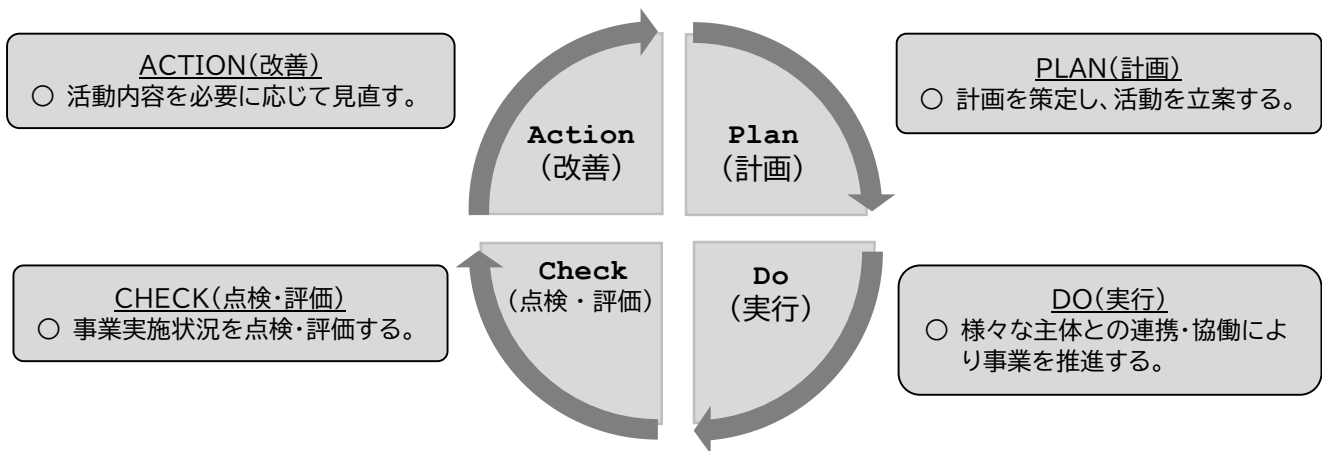 ACTION(改善)
○ 活動内容を必要に応じて見直す。
PLAN(計画)
○ 計画を策定し、活動を立案する。
Action
(改善)
Plan
(計画)
Check
(点検・評価)
Do
(実行)
CHECK(点検・評価)
○ 事業実施状況を点検・評価する。
DO(実行)
○ 様々な主体との連携・協働によ
り事業を推進する。